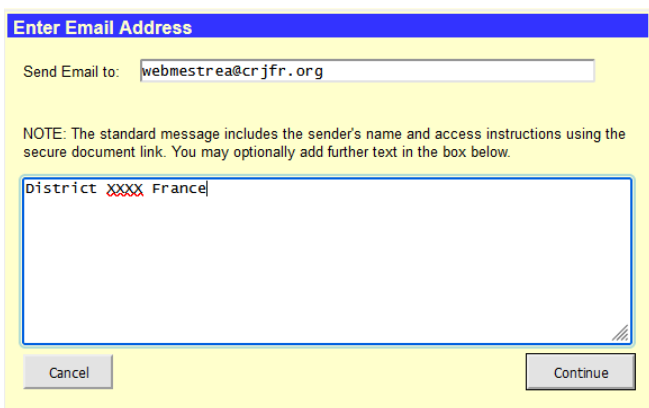 Enter Email Address
Send Email to: webmestrea@crjfr.org
NOTE: The standard message includes the sender's name and access instructions using the
secure document link. You may optionally add further text in the box below.
District XXXX France
Cancel Continue